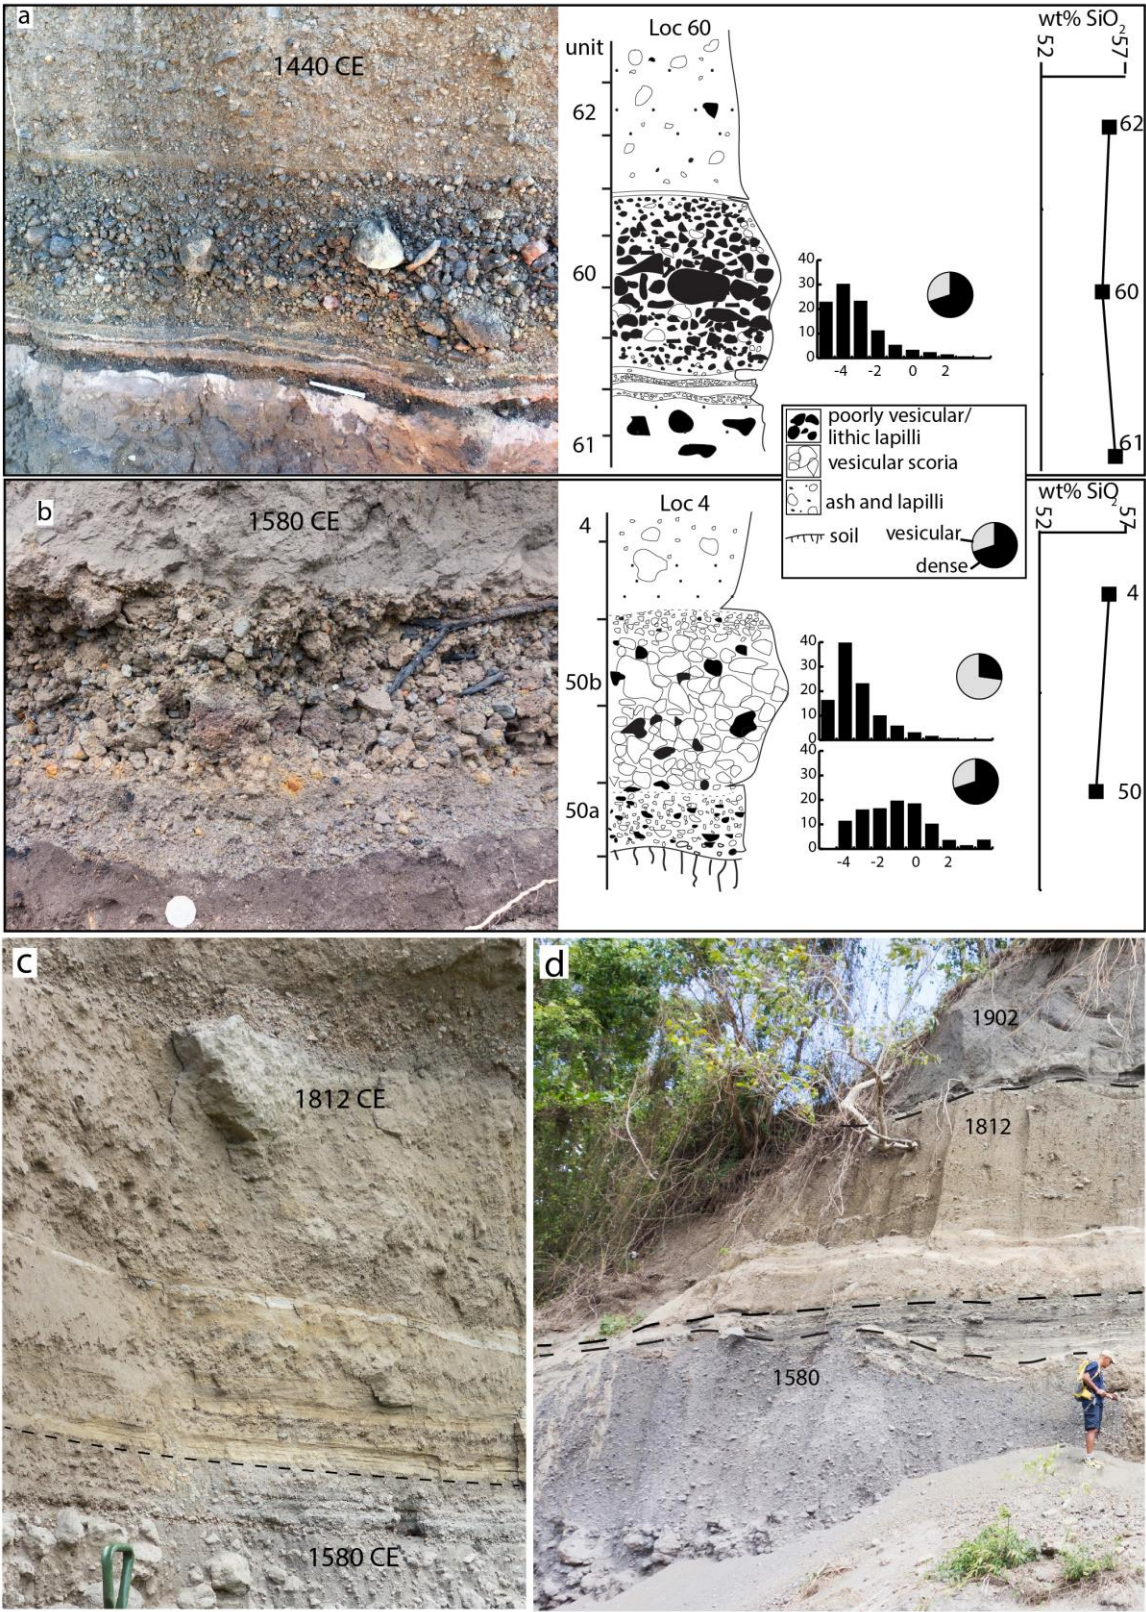 a
1440 CE
Loc 60
unit
62
60
61
40
30
20
10
0
-4 -2 0 2
wt% SiO2
52 57
62
60
61
poorly vesicular/
lithic lapilli
vesicular scoria
ash and lapilli
soil
vesicular
dense
b
1580 CE
Loc 4
4
50b
50a
40
30
20
10
0
40
30
20
10
0
-4 -2 0 2
wt% SiO2
52 57
4
50
c
1812 CE
1580 CE
d
1902
1812
1580